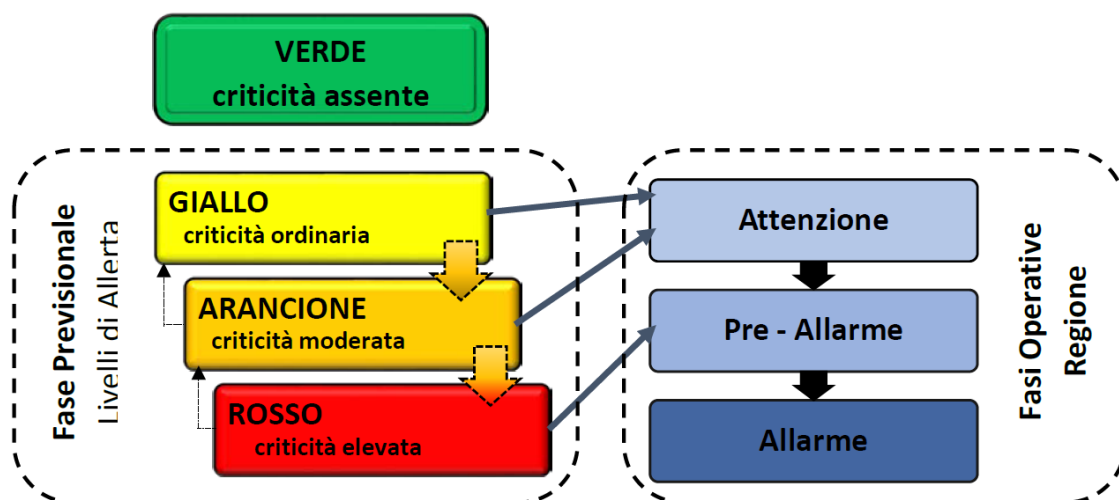 VERDE
criticità assente
Fase Previsionale
Livelli di Allerta
GIALLO
criticità ordinaria
ARANCIONE
criticità moderata
ROSSO
criticità elevata
Attenzione
Pre - Allarme
Allarme
Fasi Operative
Regione